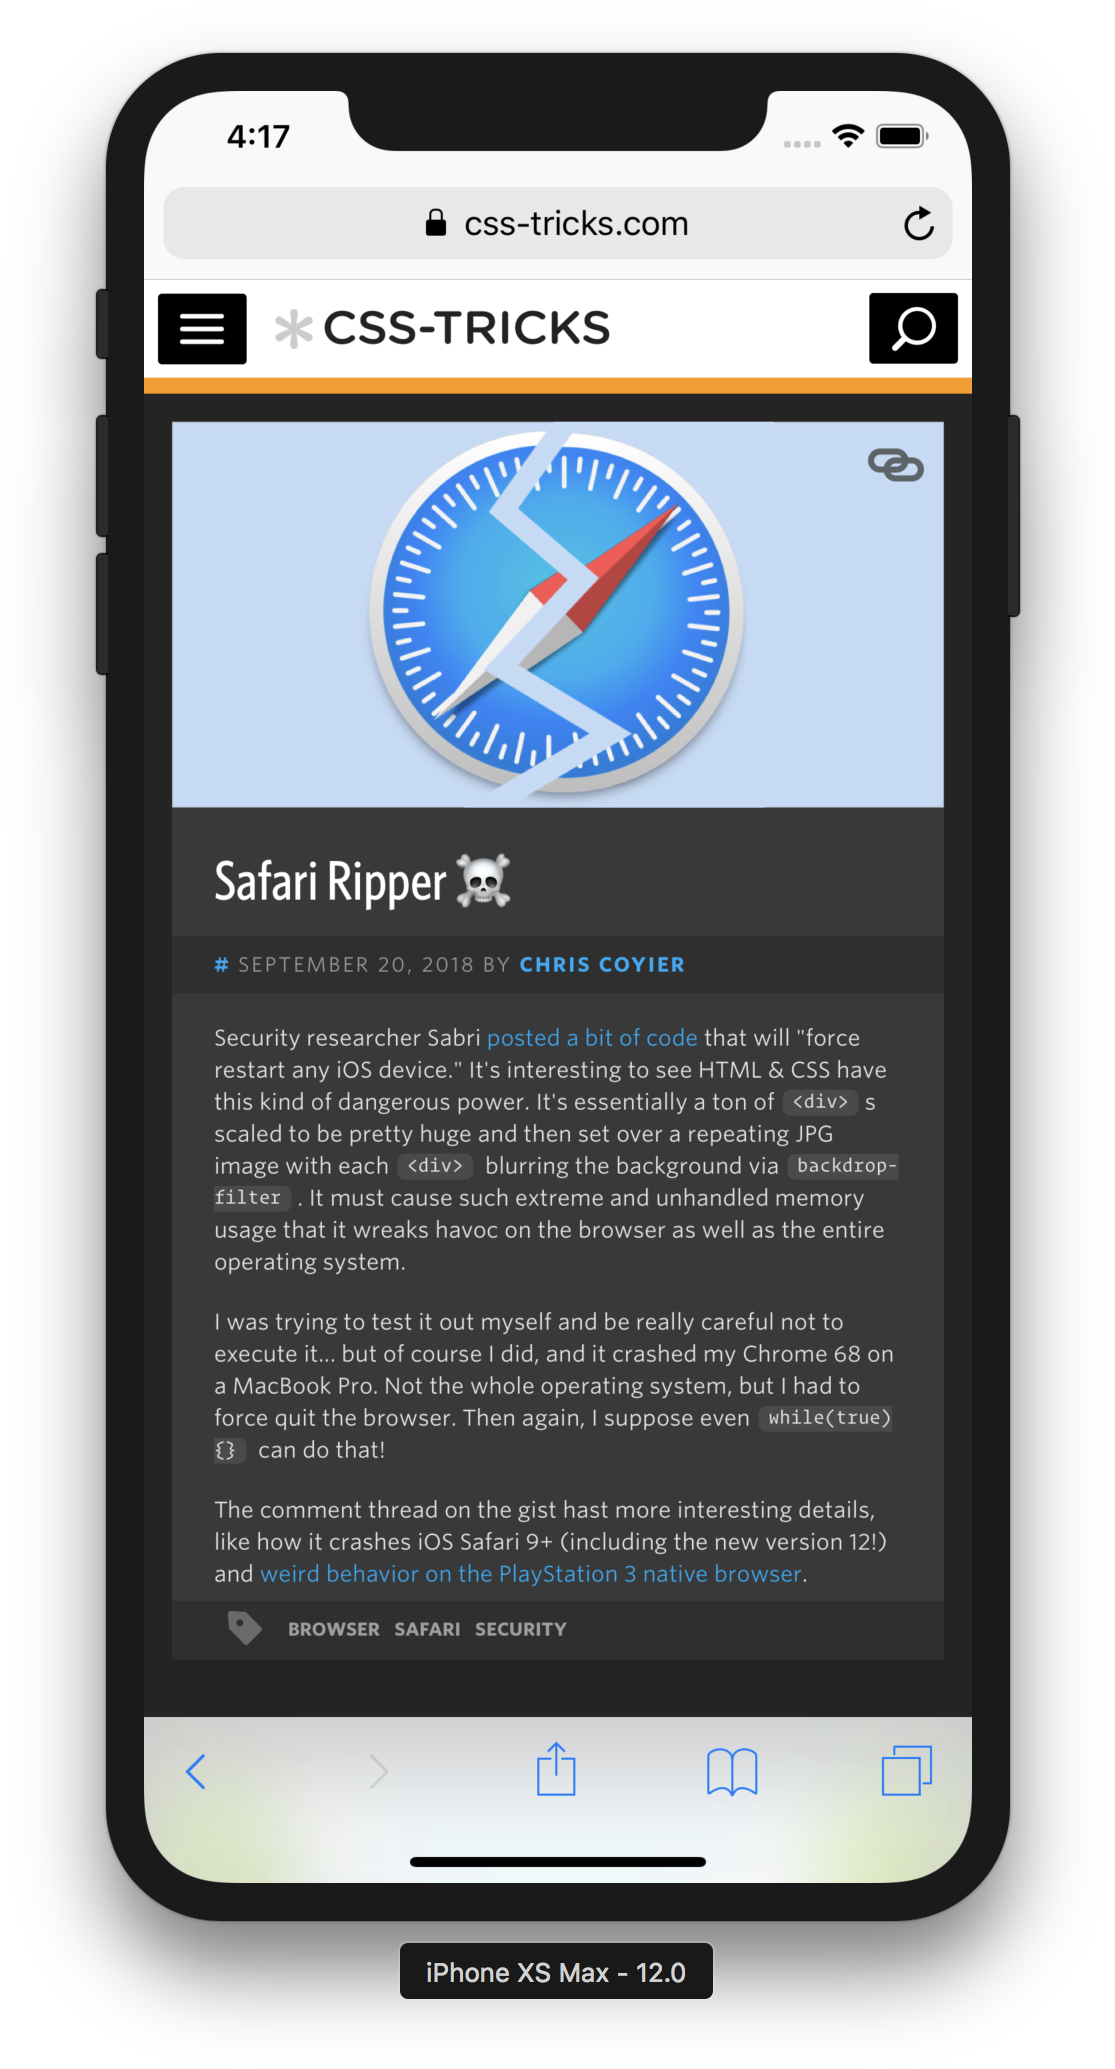 4:17
css-tricks.com
CSS-TRICKS
Safari Ripper ☠️
# SEPTEMBER 20, 2018 BY CHRIS COYIER
Security researcher Sabri posted a bit of code that will "force
restart any iOS device." It's interesting to see HTML & CSS have
this kind of dangerous power. It's essentially a ton of <div> s
scaled to be pretty huge and then set over a repeating JPG
image with each <div> blurring the background via backdrop-
filter . It must cause such extreme and unhandled memory
usage that it wreaks havoc on the browser as well as the entire
operating system.
I was trying to test it out myself and be really careful not to
execute it... but of course I did, and it crashed my Chrome 68 on
a MacBook Pro. Not the whole operating system, but I had to
force quit the browser. Then again, I suppose even while(true)
{} can do that!
The comment thread on the gist hast more interesting details,
like how it crashes iOS Safari 9+ (including the new version 12!)
and weird behavior on the PlayStation 3 native browser.
BROWSER SAFARI SECURITY
iPhone XS Max - 12.0